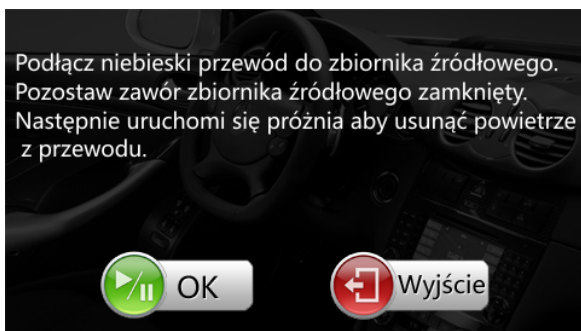 Podłącz niebieski przewód do zbiornika źródłowego.
Pozostaw zawór zbiornika źródłowego zamknięty.
Następnie uruchomi się próżnia aby usunąć powietrze
z przewodu.
OK
Wyjście